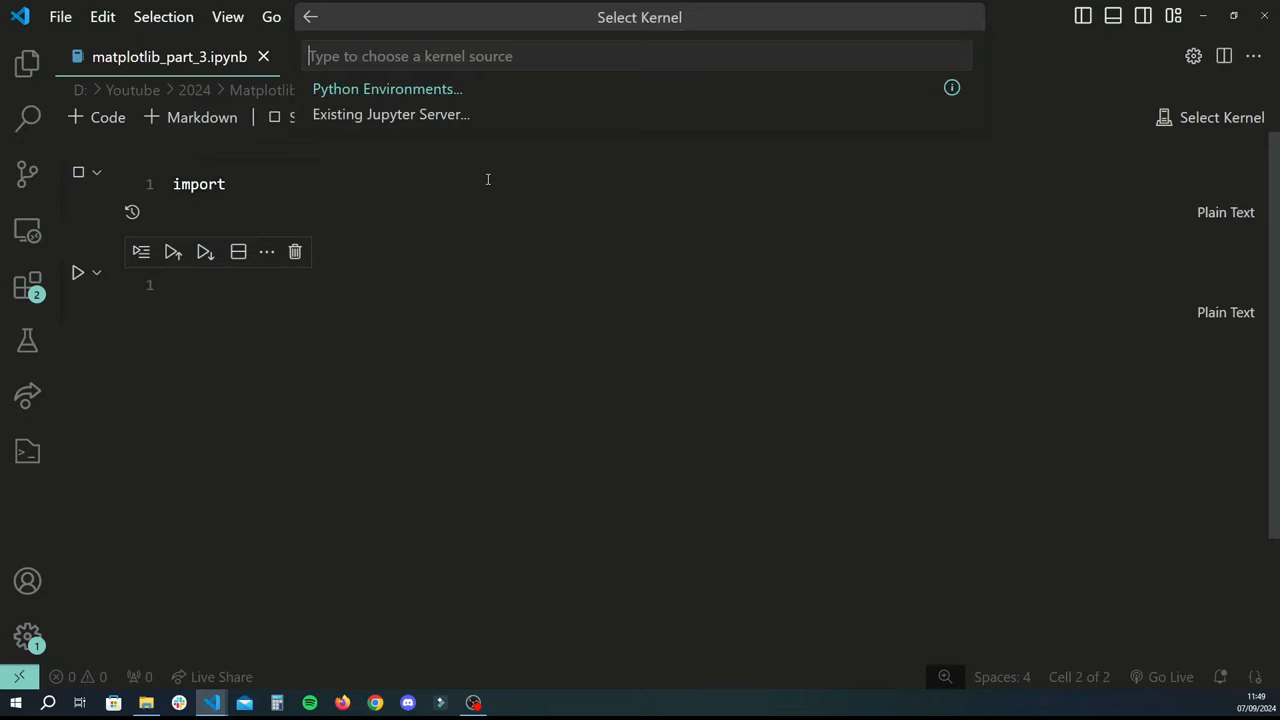 File Edit Selection View Go
Select Kernel
matplotlib_part_3.ipynb
Type to choose a kernel source
Python Environments...
Existing Jupyter Server...
D: Youtube 2024 Matplotlib
Code Markdown S
Select Kernel
1 import
Plain Text
1
Plain Text
2
1
0 0 0 Live Share
Spaces: 4 Cell 2 of 2 Go Live
11:49
07/09/2024